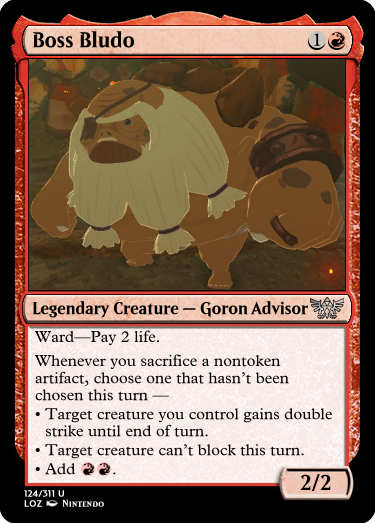 Boss Bludo 1
Legendary Creature — Goron Advisor
Ward—Pay 2 life.
Whenever you sacrifice a nontoken
artifact, choose one that hasn't been
chosen this turn —
• Target creature you control gains double
strike until end of turn.
• Target creature can't block this turn.
• Add
2/2
124/311 U
LOZ Nintendo